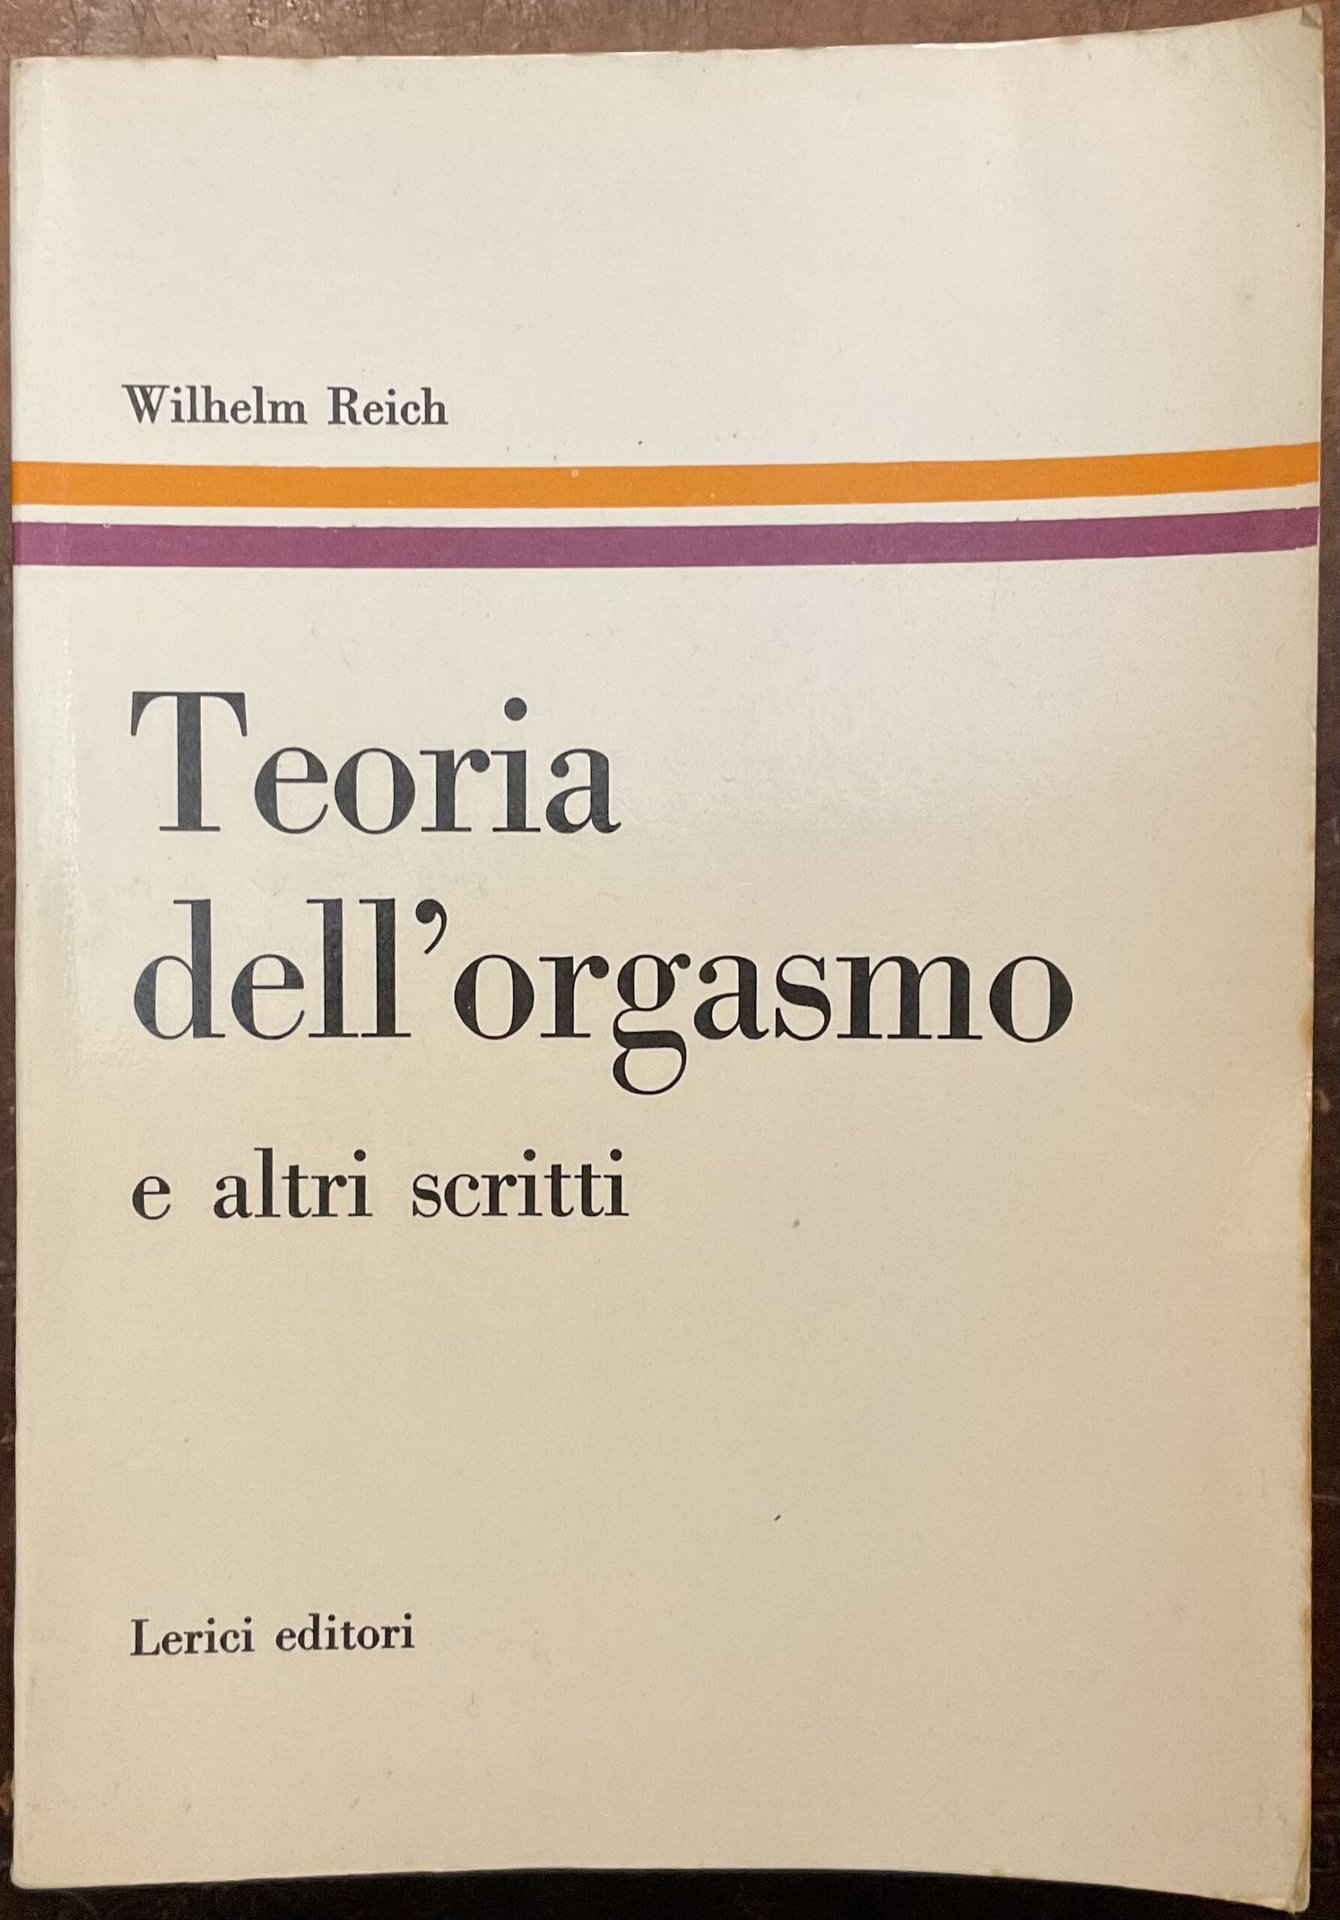 Wilhelm Reich
Teoria
dell'orgasmo
e altri scritti
Lerici editori